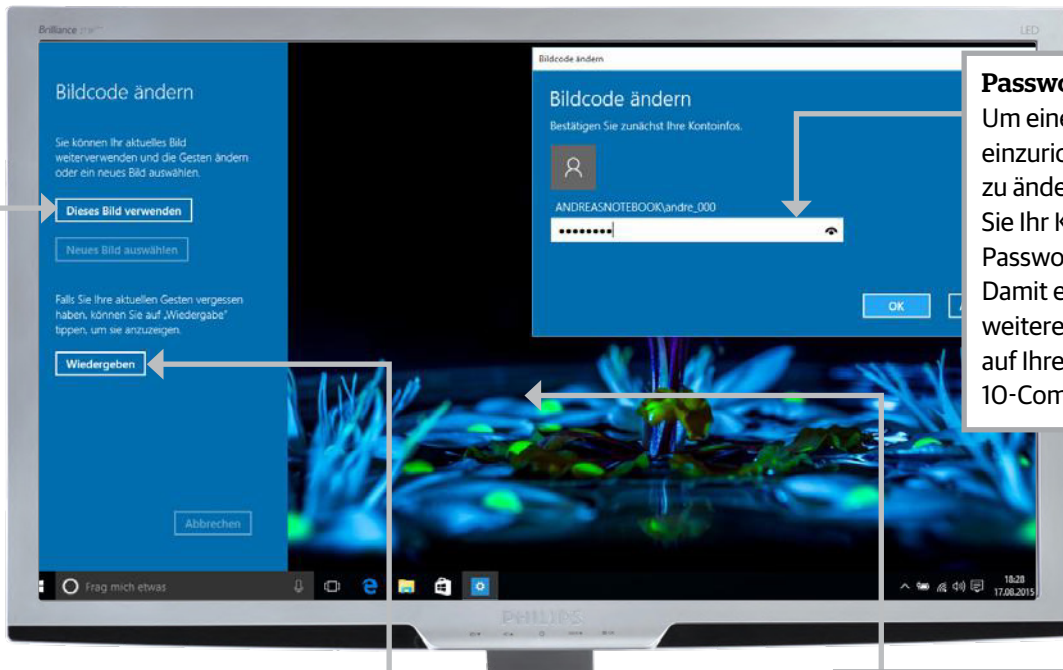 Brilliance
LED
Bildcode ändern
Sie können Ihr aktuelles Bild
weiterverwenden und die Gesten ändern
oder ein neues Bild auswählen.
Dieses Bild verwenden
Neues Bild auswählen
Falls Sie Ihre aktuellen Gesten vergessen
haben, können Sie auf „Wiedergabe"
tippen, um sie anzuzeigen.
Wiedergeben
Abbrechen
Bildcode ändern
Bildcode ändern
Bestätigen Sie zunächst Ihre Kontoinfos.
ANDREASNOTEBOOK\andre_000
••••••••
OK
A
Passwo
Um eine
einzuric
zu ände
Sie Ihr K
Passwo
Damit e
weitere
auf Ihre
10-Com
Frag mich etwas
18:28
17.08.2015
PHILIPS